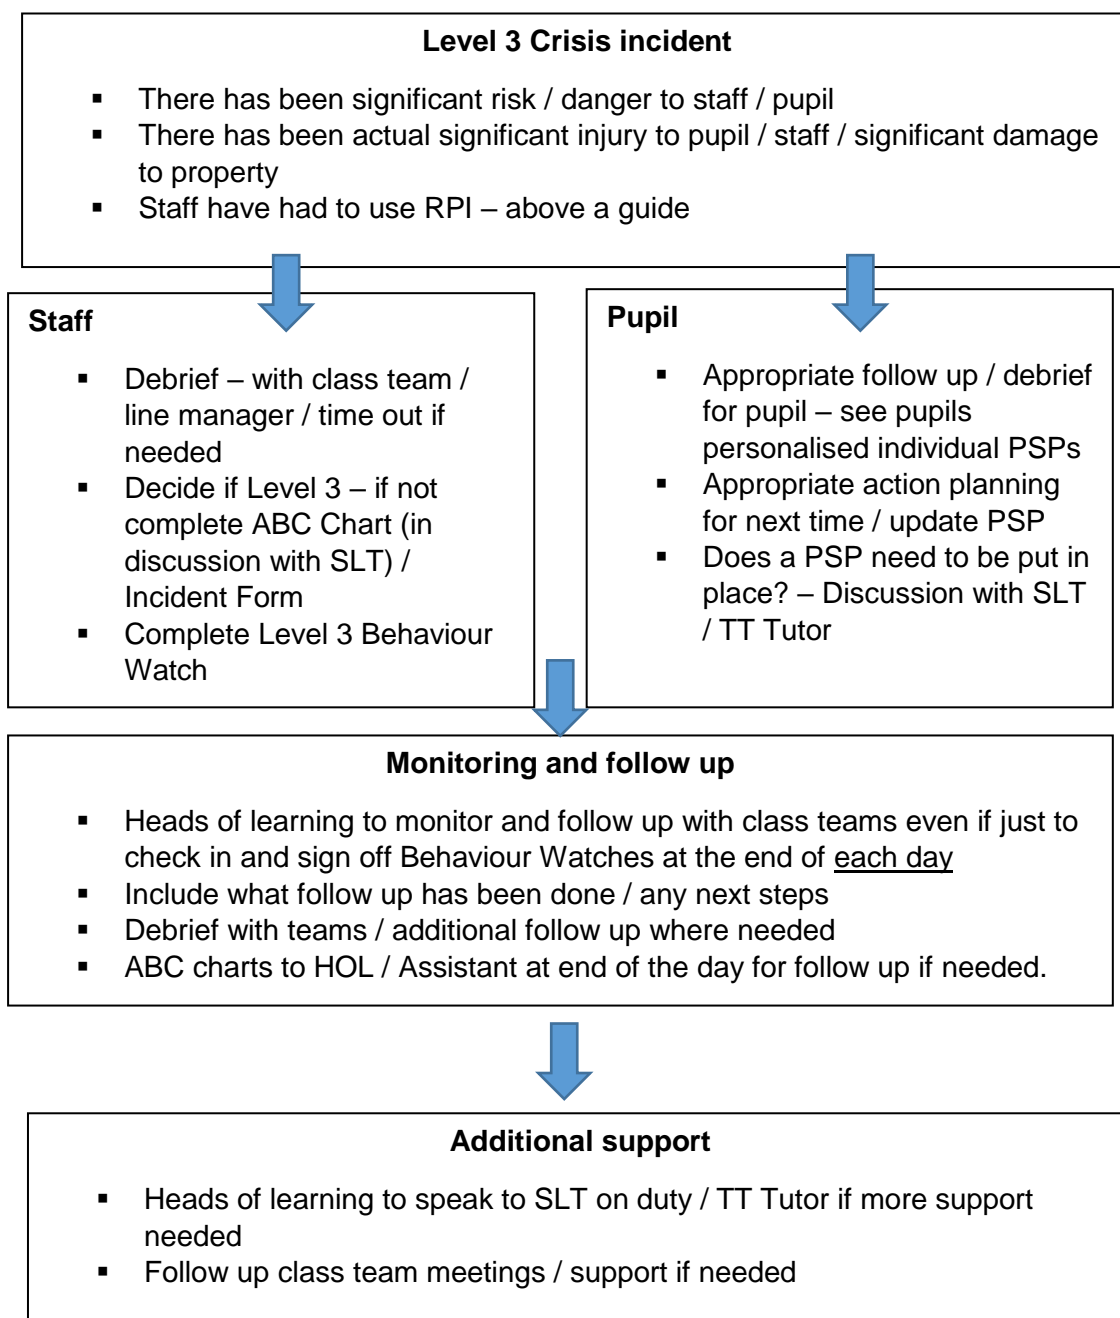 Level 3 Crisis incident
▪ There has been significant risk / danger to staff / pupil
▪ There has been actual significant injury to pupil / staff / significant damage
to property
▪ Staff have had to use RPI – above a guide
Staff
▪ Debrief – with class team /
line manager / time out if
needed
▪ Decide if Level 3 – if not
complete ABC Chart (in
discussion with SLT) /
Incident Form
▪ Complete Level 3 Behaviour
Watch
Pupil
▪ Appropriate follow up / debrief
for pupil – see pupils
personalised individual PSPs
▪ Appropriate action planning
for next time / update PSP
▪ Does a PSP need to be put in
place? – Discussion with SLT
/ TT Tutor
Monitoring and follow up
▪ Heads of learning to monitor and follow up with class teams even if just to
check in and sign off Behaviour Watches at the end of each day
▪ Include what follow up has been done / any next steps
▪ Debrief with teams / additional follow up where needed
▪ ABC charts to HOL / Assistant at end of the day for follow up if needed.
Additional support
▪ Heads of learning to speak to SLT on duty / TT Tutor if more support
needed
▪ Follow up class team meetings / support if needed